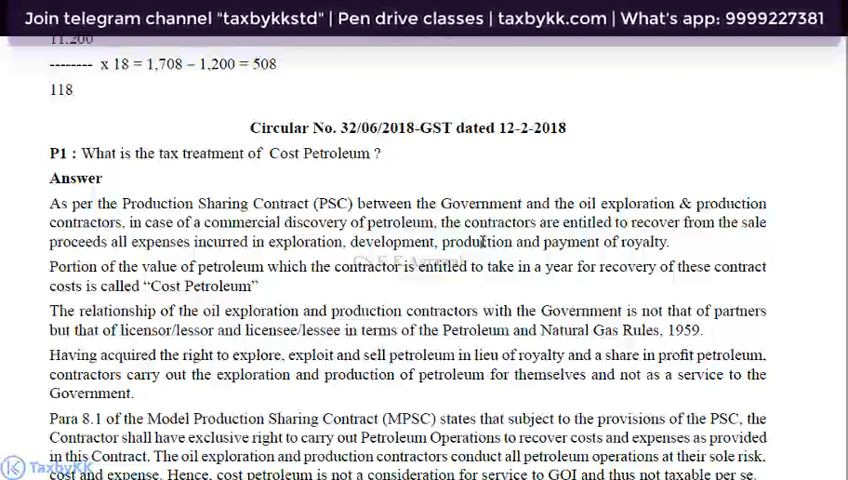 Join telegram channel "taxbykkstd" | Pen drive classes | taxbykk.com | What's app: 9999227381
11,200
-------- x 18 = 1,708 – 1,200 = 508
118
Circular No. 32/06/2018-GST dated 12-2-2018
P1 : What is the tax treatment of Cost Petroleum ?
Answer
As per the Production Sharing Contract (PSC) between the Government and the oil exploration & production
contractors, in case of a commercial discovery of petroleum, the contractors are entitled to recover from the sale
proceeds all expenses incurred in exploration, development, production and payment of royalty.
Portion of the value of petroleum which the contractor is entitled to take in a year for recovery of these contract
costs is called “Cost Petroleum”
The relationship of the oil exploration and production contractors with the Government is not that of partners
but that of licensor/lessor and licensee/lessee in terms of the Petroleum and Natural Gas Rules, 1959.
Having acquired the right to explore, exploit and sell petroleum in lieu of royalty and a share in profit petroleum,
contractors carry out the exploration and production of petroleum for themselves and not as a service to the
Government.
Para 8.1 of the Model Production Sharing Contract (MPSC) states that subject to the provisions of the PSC, the
Contractor shall have exclusive right to carry out Petroleum Operations to recover costs and expenses as provided
in this Contract. The oil exploration and production contractors conduct all petroleum operations at their sole risk,
cost and expense. Hence, cost petroleum is not a consideration for service to GOI and thus not taxable per se.
TaxbyKK